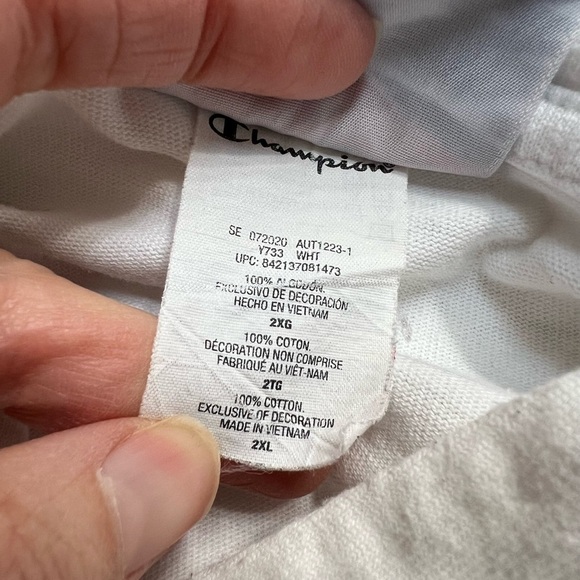 Champion
SE 072020 AUT1223-1
Y733 WHT
UPC: 842137081473
100% ALGODÓN.
EXCLUSIVO DE DECORACIÓN
HECHO EN VIETNAM
2XG
100% COTON.
DÉCORATION NON COMPRISE
FABRIQUÉ AU VIÊT-NAM
2TG
100% COTTON.
EXCLUSIVE OF DECORATION
MADE IN VIETNAM
2XL